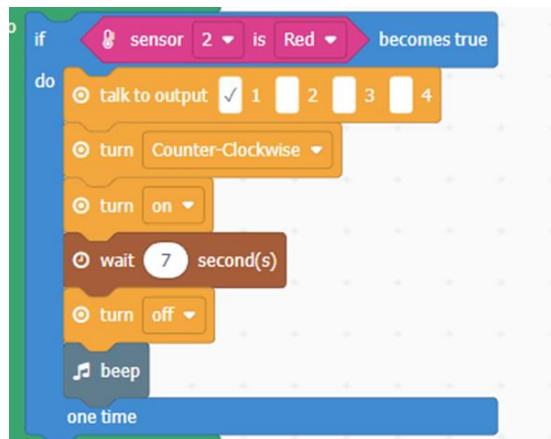 if sensor 2 is Red becomes true
do talk to output ✓ 1 2 3 4
turn Counter-Clockwise
turn on
wait 7 second(s)
turn off
beep
one time